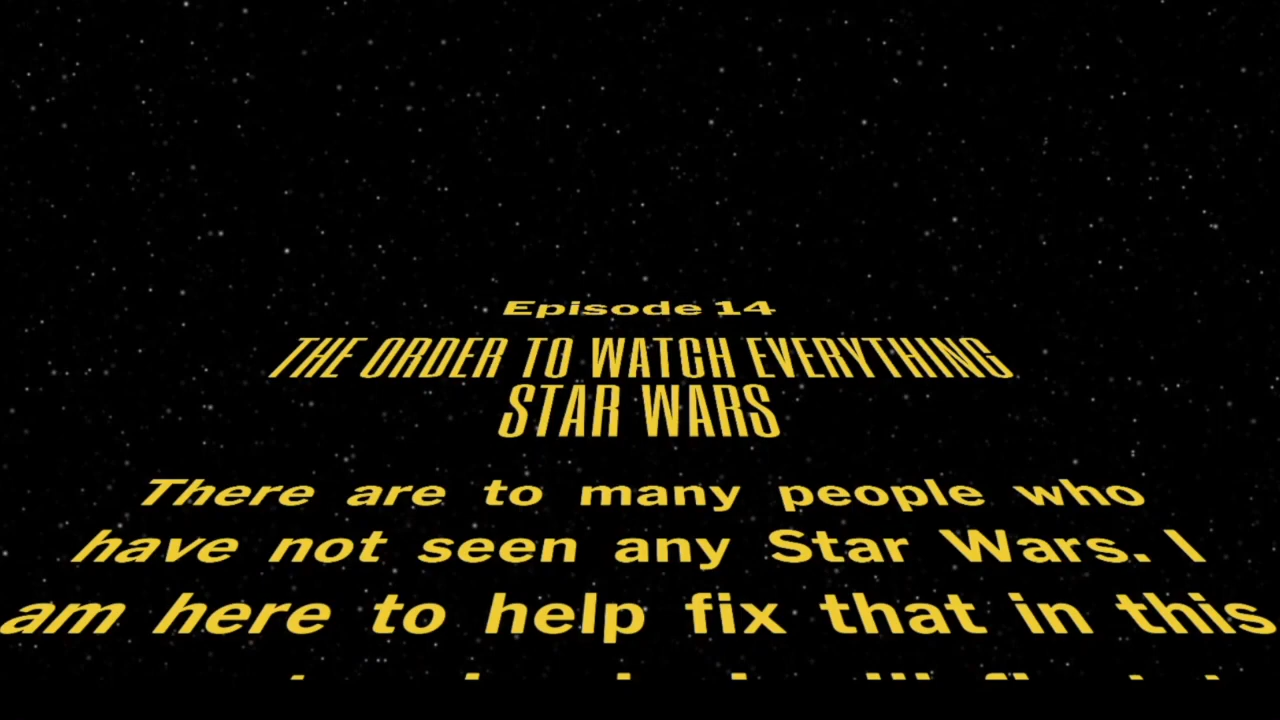 Episode 14
THE ORDER TO WATCH EVERYTHING
STAR WARS
There are to many people who
have not seen any Star Wars. I
am here to help fix that in this